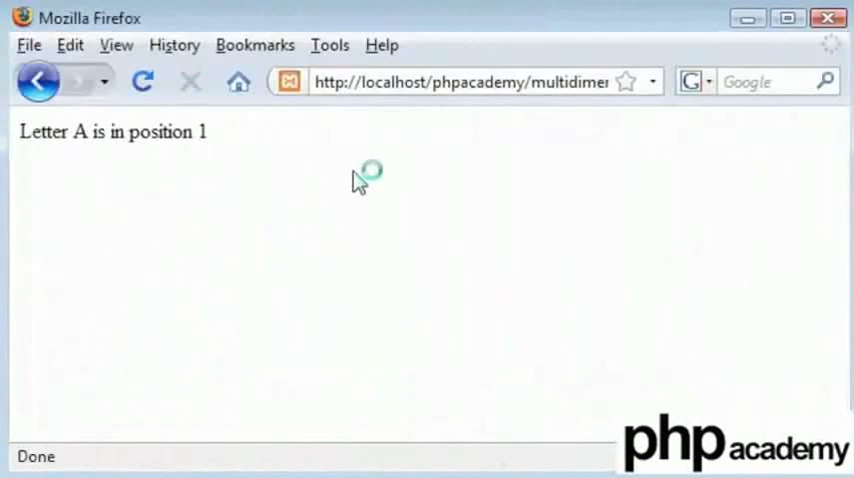 Mozilla Firefox
File Edit View History Bookmarks Tools Help
http://localhost/phpacademy/multidimer G Google
Letter A is in position 1
Done
php academy